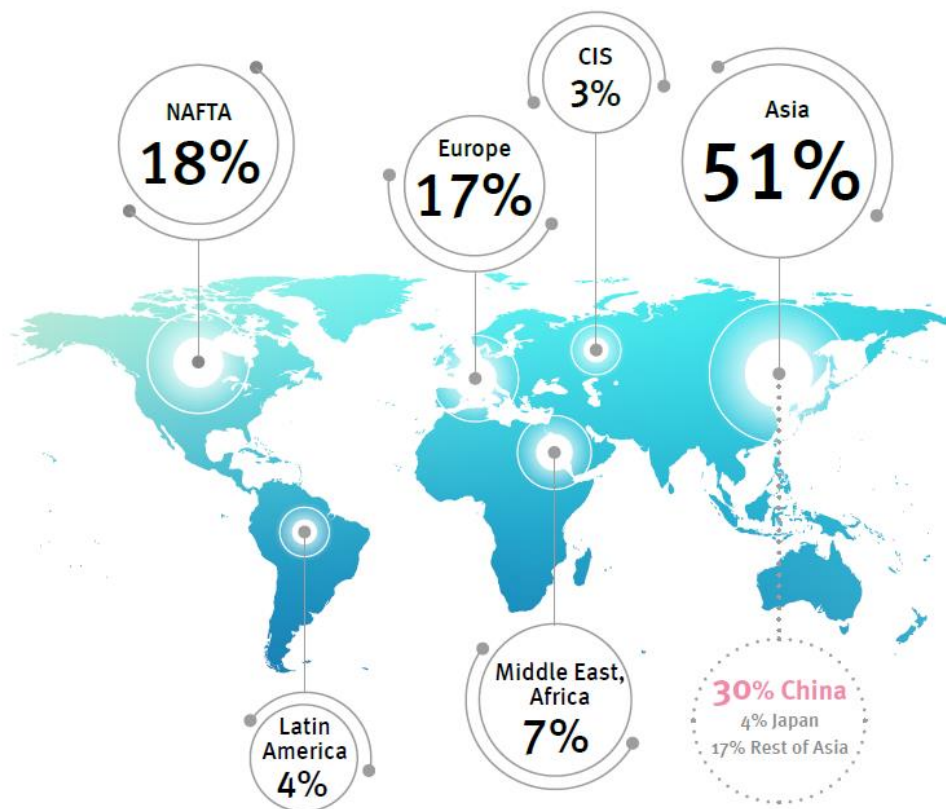 NAFTA
18%
Europe
17%
CIS
3%
Asia
51%
Latin
America
4%
Middle East,
Africa
7%
30% China
4% Japan
17% Rest of Asia